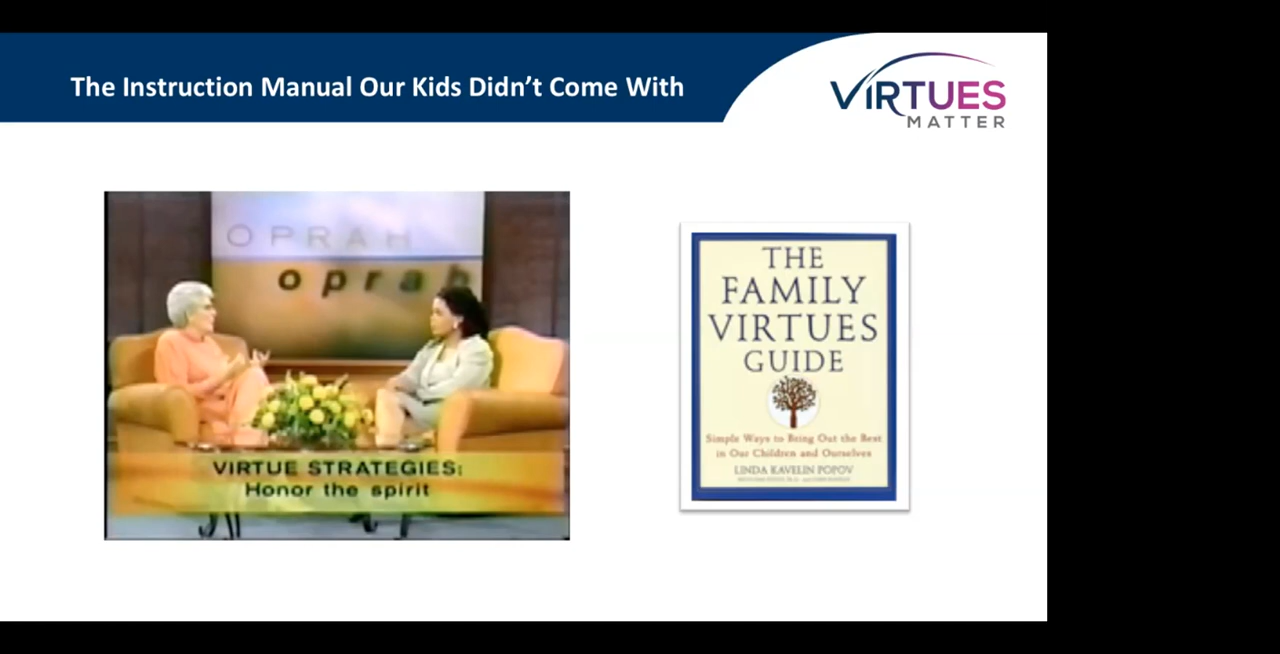 The Instruction Manual Our Kids Didn’t Come With
VIRTUES
MATTER
OPRAH
oprah
VIRTUE STRATEGIES:
Honor the spirit
THE
FAMILY
VIRTUES
GUIDE
Simple Ways to Bring Out the Best
in Our Children and Ourselves
LINDA KAVELIN POPOV